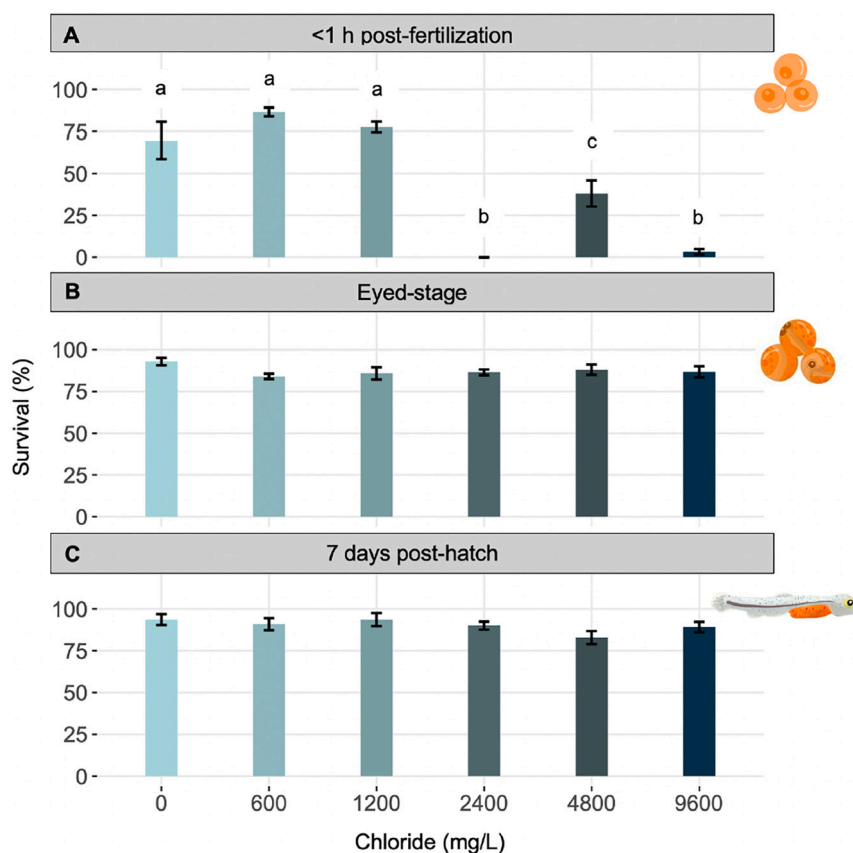 A <1 h post-fertilization
100
75
50
25
0
a a a b c b
B Eyed-stage
100
75
50
25
0
C 7 days post-hatch
100
75
50
25
0
0 600 1200 2400 4800 9600
Chloride (mg/L)
Survival (%)